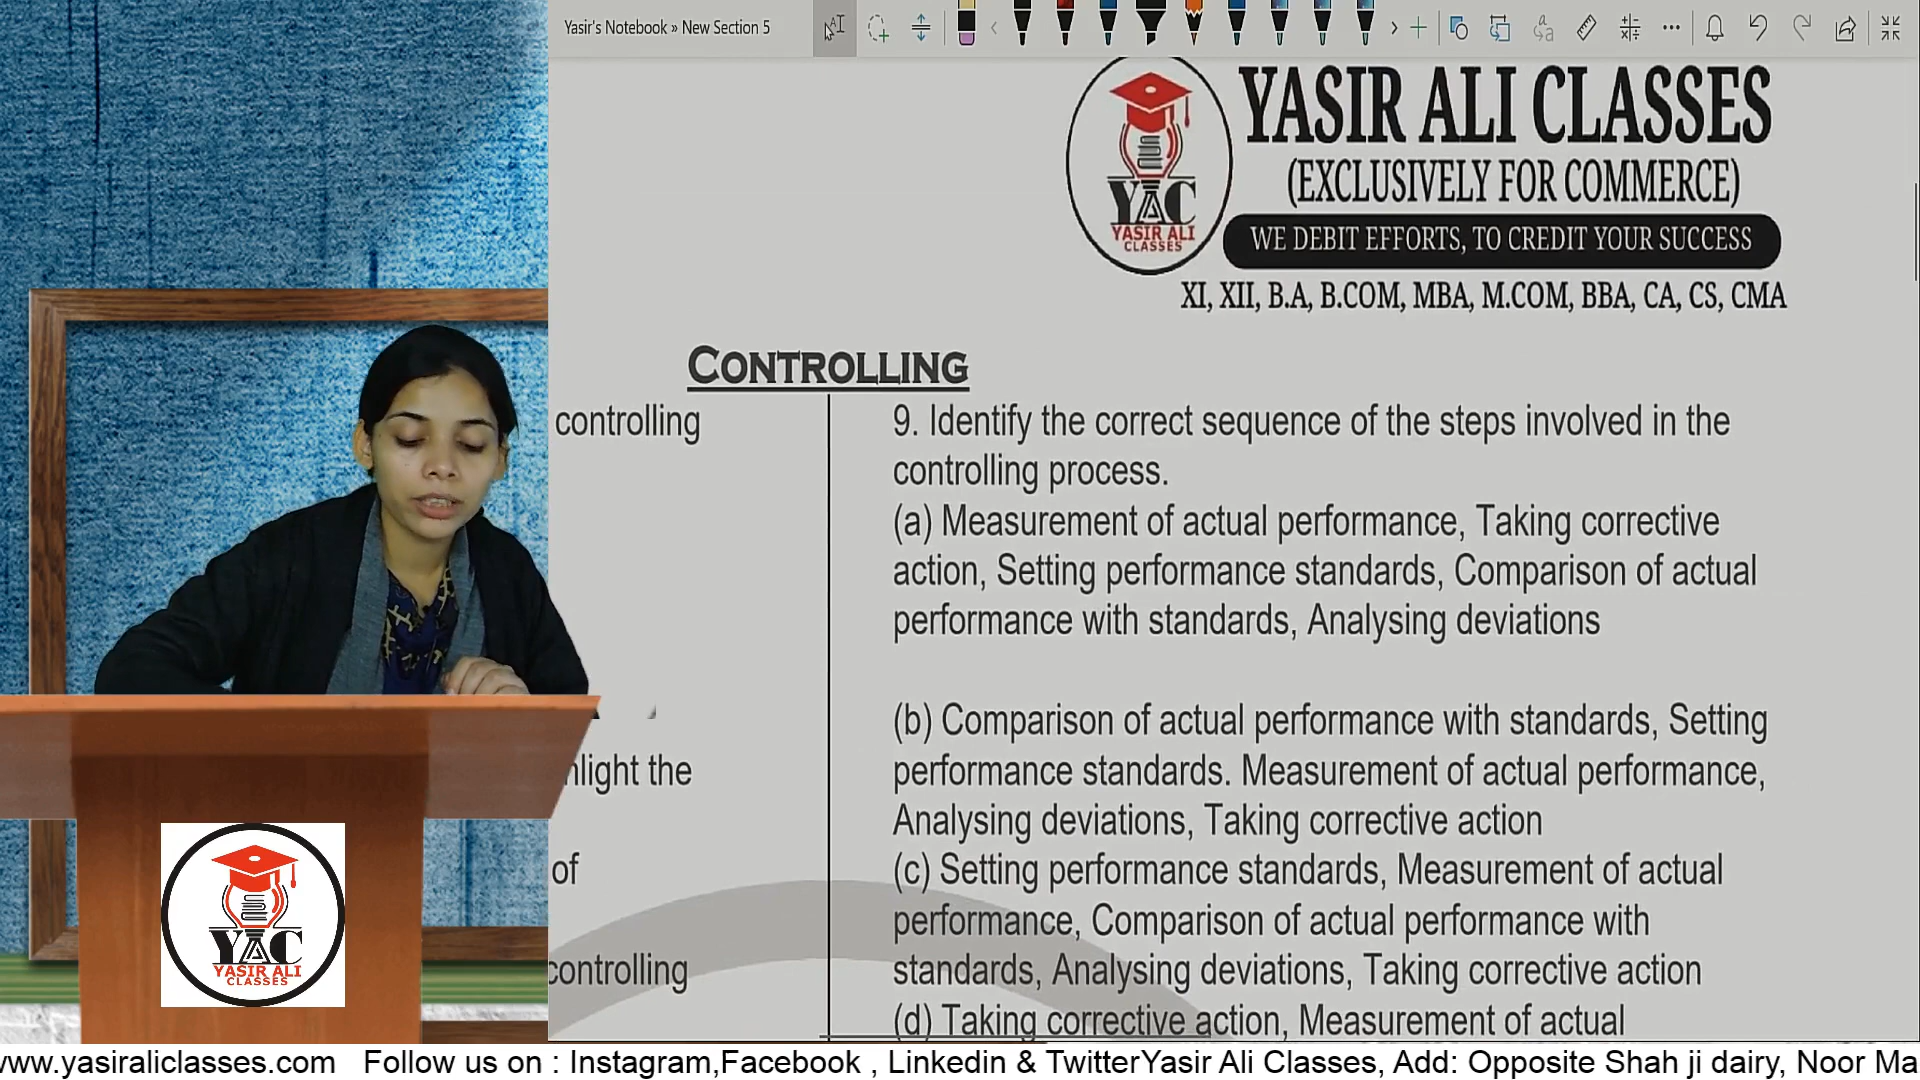 Yasir's Notebook » New Section 5
YASIR ALI CLASSES
(EXCLUSIVELY FOR COMMERCE)
WE DEBIT EFFORTS, TO CREDIT YOUR SUCCESS
XI, XII, B.A, B.COM, MBA, M.COM, BBA, CA, CS, CMA
YAC
YASIR ALI
CLASSES
CONTROLLING
controlling
the
of
controlling
9. Identify the correct sequence of the steps involved in the
controlling process.
(a) Measurement of actual performance, Taking corrective
action, Setting performance standards, Comparison of actual
performance with standards, Analysing deviations
(b) Comparison of actual performance with standards, Setting
performance standards. Measurement of actual performance,
Analysing deviations, Taking corrective action
(c) Setting performance standards, Measurement of actual
performance, Comparison of actual performance with
standards, Analysing deviations, Taking corrective action
(d) Taking corrective action, Measurement of actual
YAC
YASIR ALI
CLASSES
www.yasiraliclasses.com Follow us on : Instagram,Facebook , Linkedin & TwitterYasir Ali Classes, Add: Opposite Shah ji dairy, Noor Ma